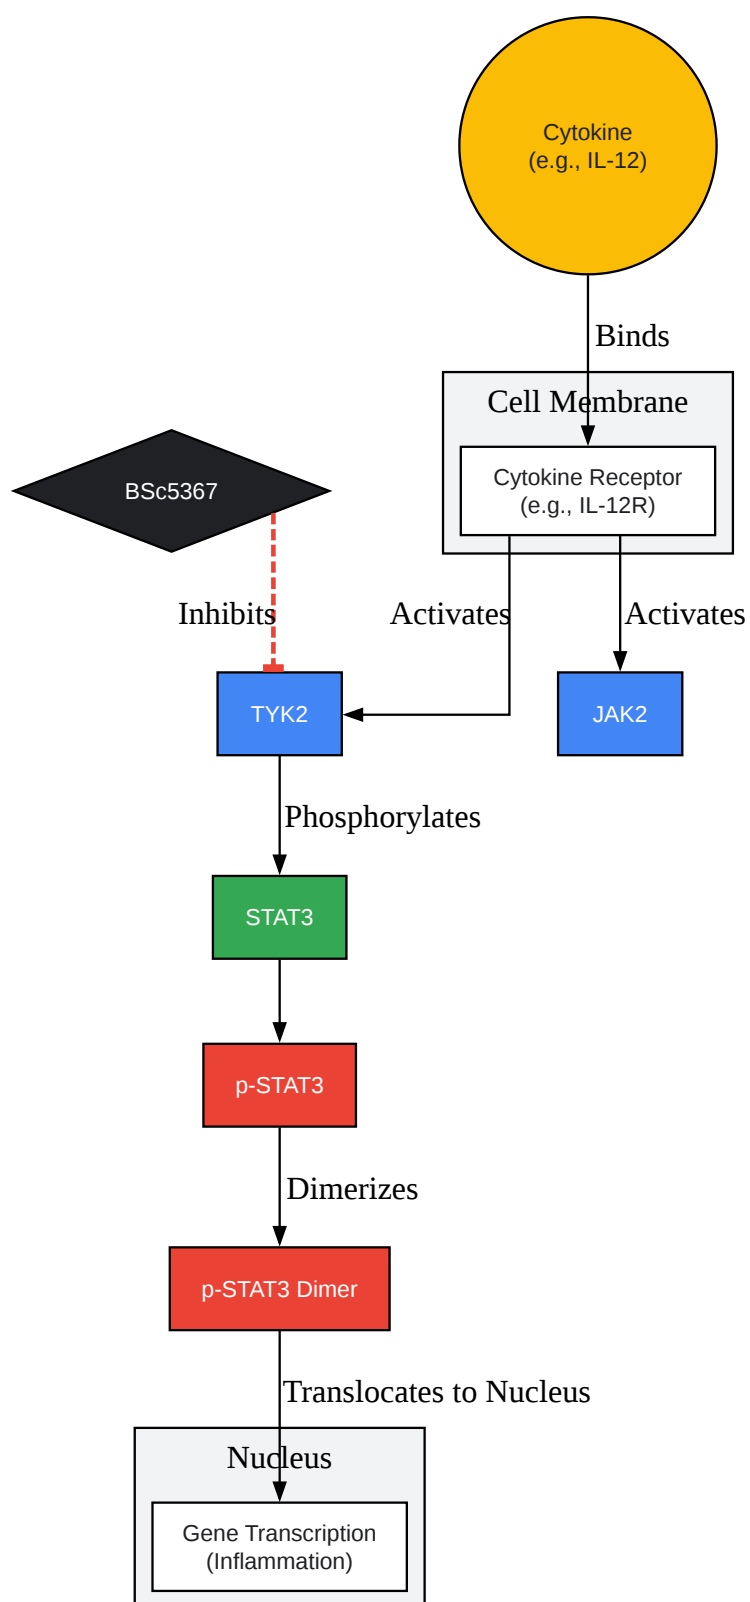 Cytokine
(e.g., IL-12)
Binds
Cell Membrane
Cytokine Receptor
(e.g., IL-12R)
BSc5367
Inhibits
Activates
Activates
TYK2
JAK2
Phosphorylates
STAT3
p-STAT3
Dimerizes
p-STAT3 Dimer
Translocates to Nucleus
Nucleus
Gene Transcription
(Inflammation)